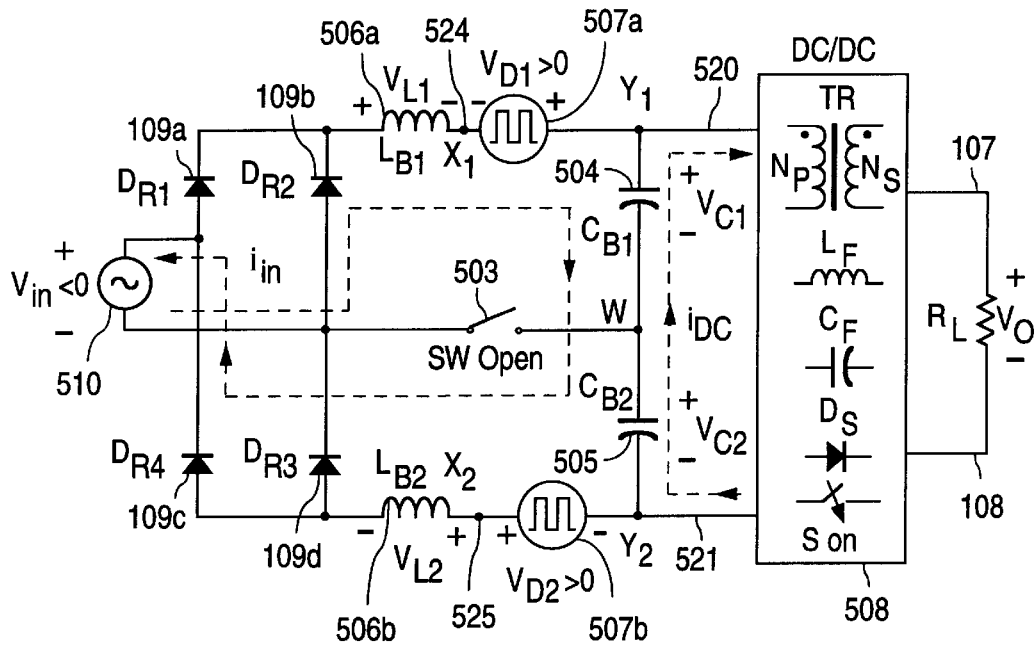 506a
524
507a
V_L1
V_D1>0
DC/DC
109b
+
-
-
+
Y_1
520
TR
109a
L_B1
X_1
504
+
V_C1
-
N_P
N_S
107
D_R1
D_R2
C_B1
+
V_in<0
-
i_in
503
L_F
510
SW Open
W
i_DC
C_F
R_L
+
V_O
-
C_B2
+
V_C2
-
D_S
D_R4
D_R3
L_B2
X_2
505
109c
-
+
+
-
Y_2
521
S on
108
109d
V_L2
V_D2>0
506b
525
507b
508